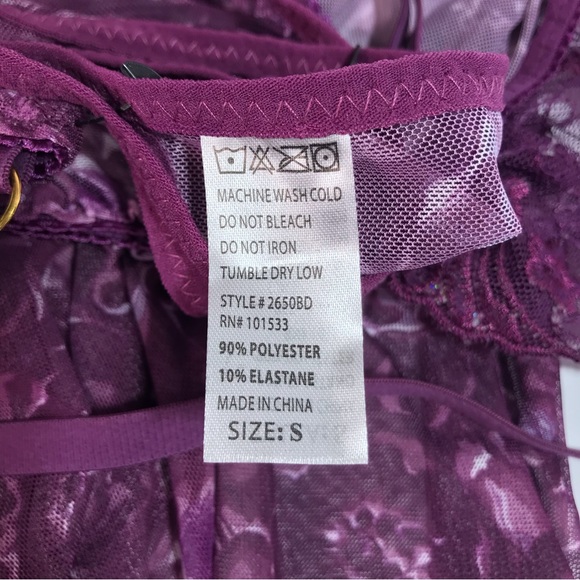 MACHINE WASH COLD
DO NOT BLEACH
DO NOT IRON
TUMBLE DRY LOW
STYLE # 2650BD
RN# 101533
90% POLYESTER
10% ELASTANE
MADE IN CHINA
SIZE: S